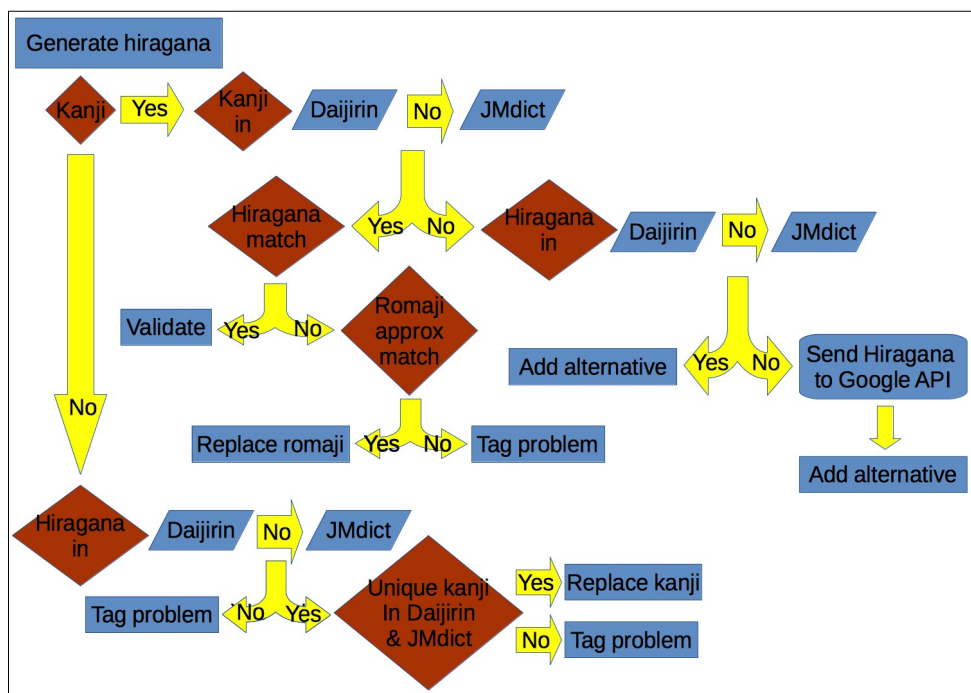 Generate hiragana
Kanji
Yes
Kanji
in
Daijirin
No
JMdict
Hiragana
match
Yes
No
Hiragana
in
Daijirin
No
JMdict
Validate
Yes
No
Romaji
approx
match
Add alternative
Yes
No
Send Hiragana
to Google API
No
Replace romaji
Yes
No
Tag problem
Add alternative
Hiragana
in
Daijirin
No
JMdict
Tag problem
No
Yes
Unique kanji
In Daijirin
& JMdict
Yes
Replace kanji
No
Tag problem